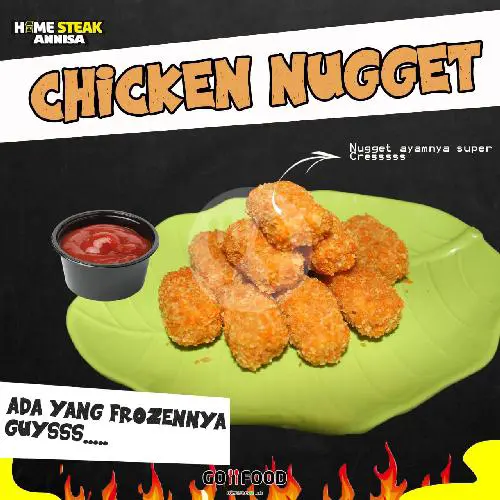 HOME STEAK
ANNISA
CHICKEN NUGGET
Nugget ayamnya super
Cresssss
ADA YANG FROZENNYA
GUYSSS.....
GOFOOD